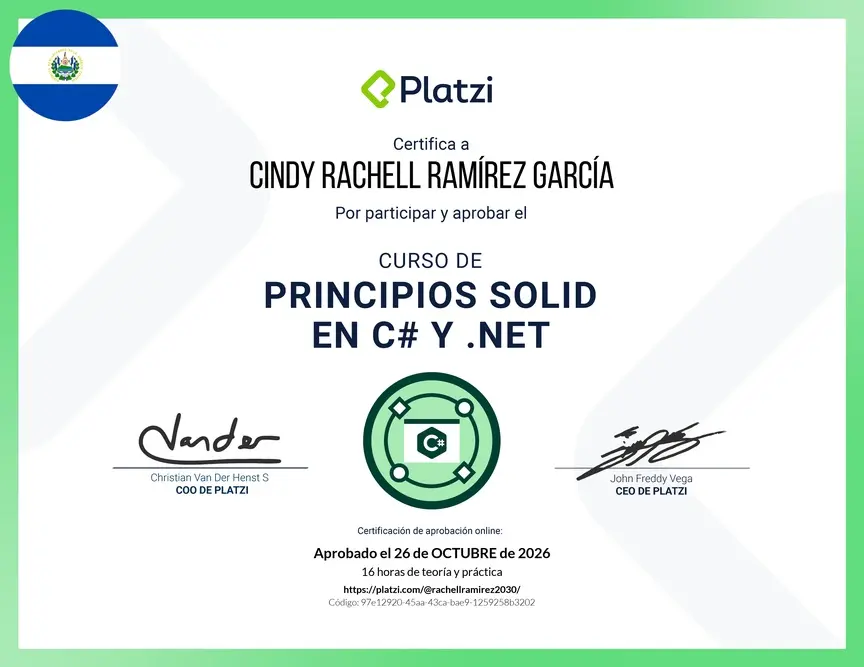 Platzi
Certifica a
CINDY RACHELL RAMÍREZ GARCÍA
Por participar y aprobar el
CURSO DE
PRINCIPIOS SOLID
EN C# Y .NET
Vander
C#
Christian Van Der Henst S
COO DE PLATZI
John Freddy Vega
CEO DE PLATZI
Certificación de aprobación online:
Aprobado el 26 de OCTUBRE de 2026
16 horas de teoría y práctica
https://platzi.com/@rachellramirez2030/
Código: 97e12920-45aa-43ca-bae9-1259258b3202